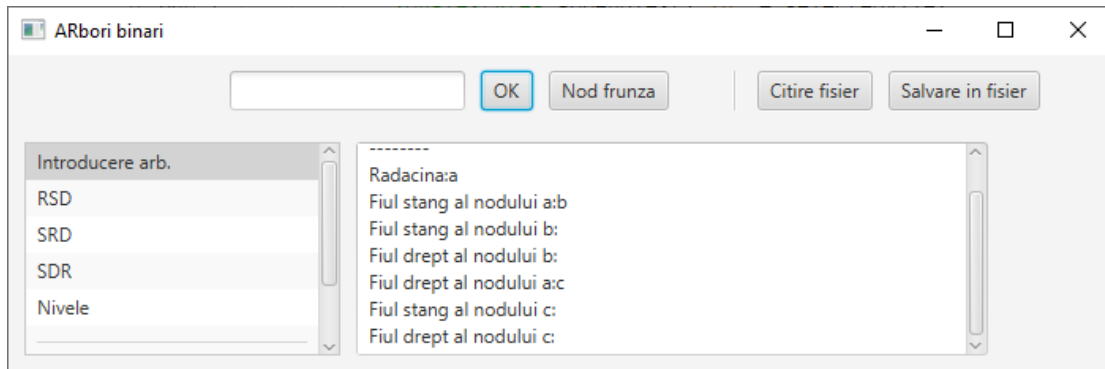 ARbori binari
OK
Nod frunza
Citire fisier
Salvare in fisier
Introducere arb.
RSD
SRD
SDR
Nivele
--------
Radacina:a
Fiul stang al nodului a:b
Fiul stang al nodului b:
Fiul drept al nodului b:
Fiul drept al nodului a:c
Fiul stang al nodului c:
Fiul drept al nodului c: